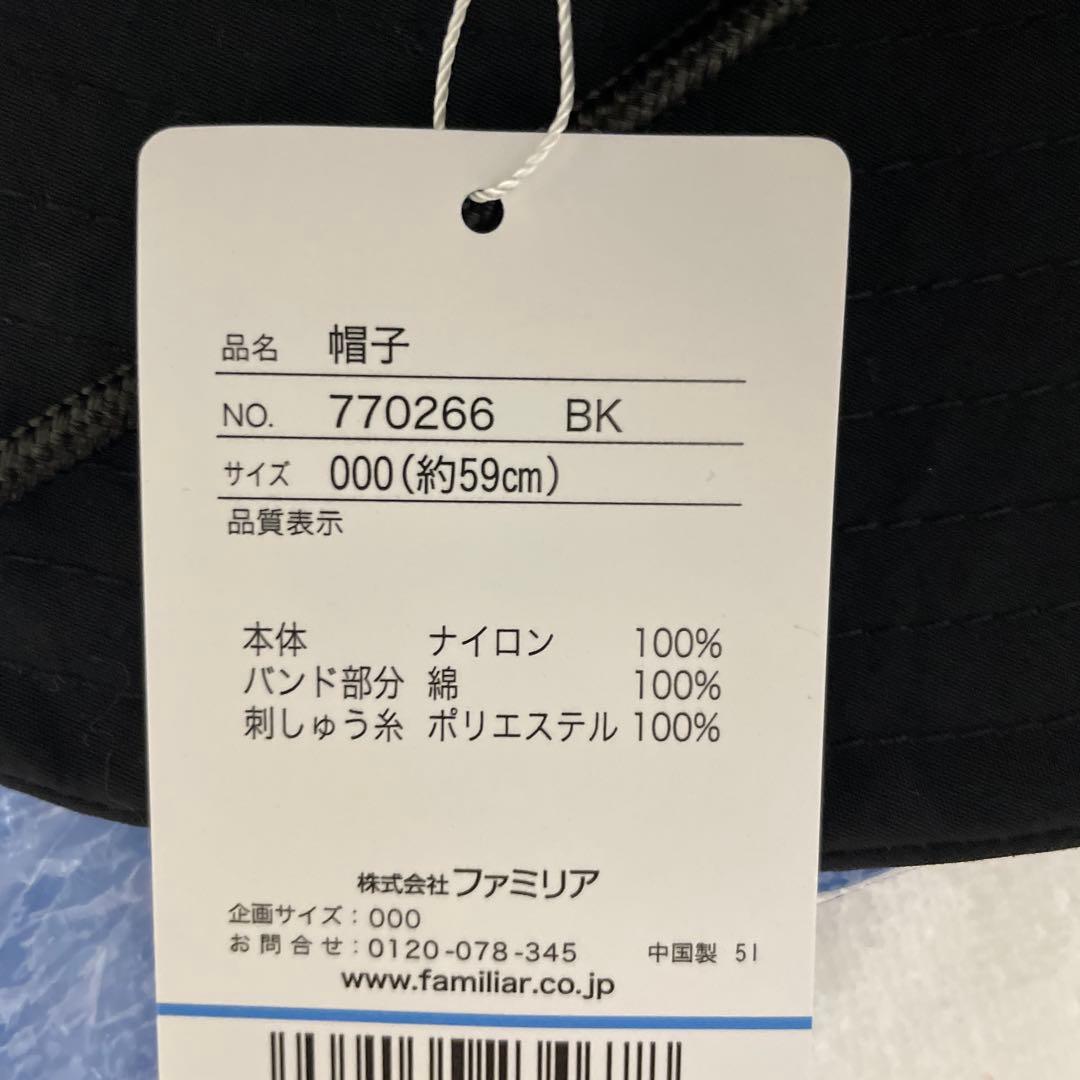 品名 帽子
NO. 770266 BK
サイズ 000(約59cm)
品質表示
本体 ナイロン 100%
バンド部分 綿 100%
刺しゅう糸 ポリエステル 100%
株式会社ファミリア
企画サイズ:000
お問合せ:0120-078-345 中国製 51
www.familiar.co.jp